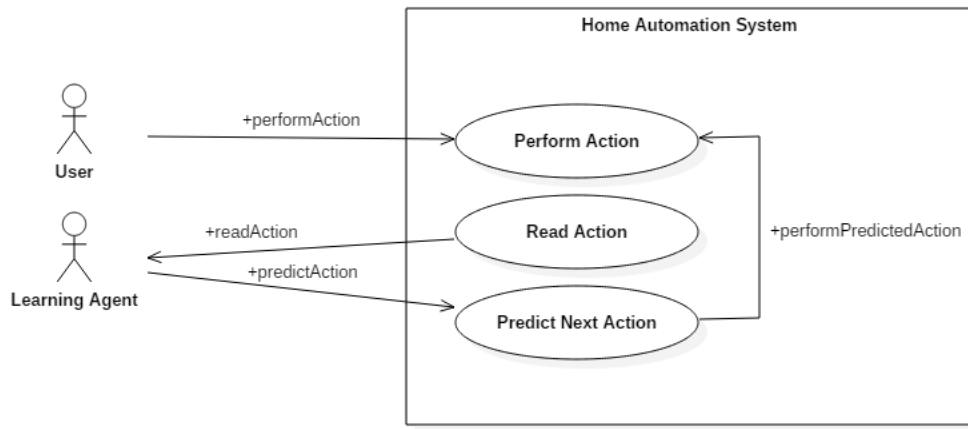 Home Automation System
+performAction
Perform Action
User
+readAction
Read Action
+performPredictedAction
+predictAction
Learning Agent
Predict Next Action